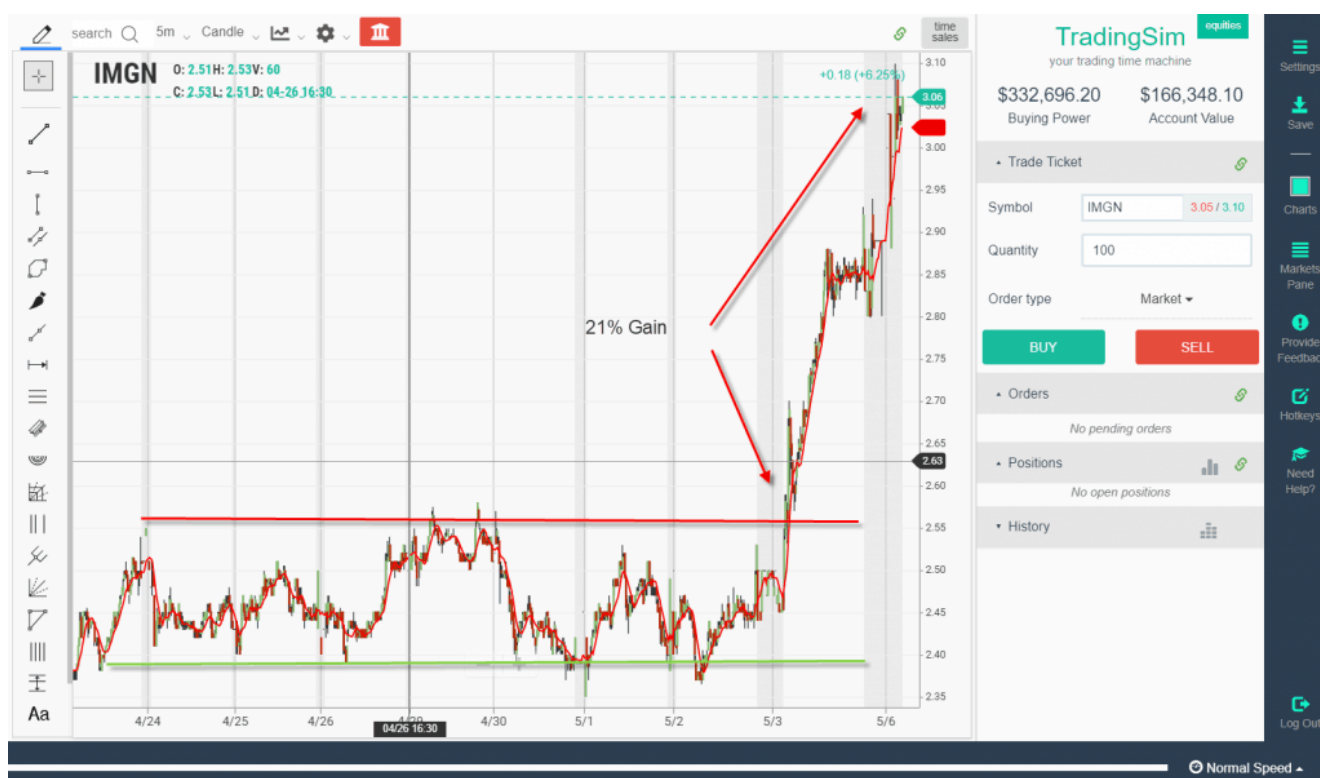 search 5m Candle
time
sales
IMGN O: 2.51 H: 2.53 V: 60
C: 2.53 L: 2.51 D: 04-26 16:30
+0.18 (+6.25%)
3.10
3.06
3.05
3.00
2.95
2.90
2.85
2.80
2.75
2.70
2.65
2.63
2.60
2.55
2.50
2.45
2.40
2.35
21% Gain
Aa
4/24 4/25 4/26 4/29 4/30 5/1 5/2 5/3 5/6
04/26 16:30
equities
TradingSim
your trading time machine
$332,696.20 $166,348.10
Buying Power Account Value
Trade Ticket
Symbol IMGN 3.05 / 3.10
Quantity 100
Order type Market
BUY SELL
Orders
No pending orders
Positions
No open positions
History
Settings
Save
Charts
Markets
Pane
Provide
Feedbac
Hotkeys
Need
Help?
Log Out
Normal Speed